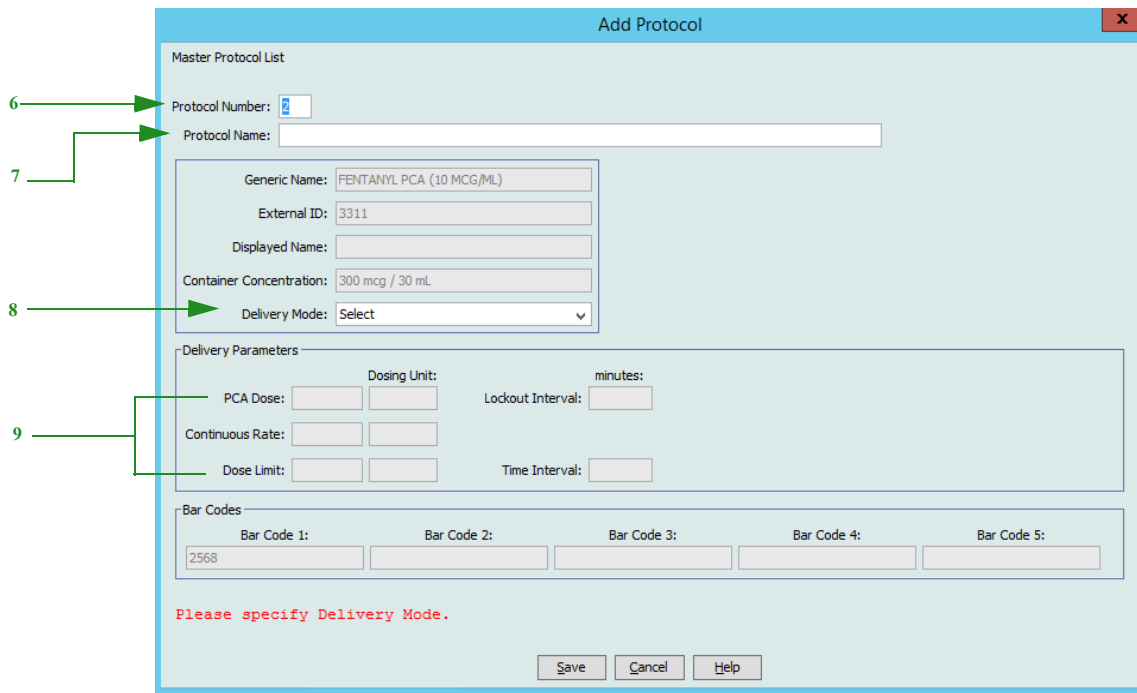 Add Protocol
x
Master Protocol List
6
Protocol Number: 2
Protocol Name:
7
Generic Name: FENTANYL PCA (10 MCG/ML)
External ID: 3311
Displayed Name:
Container Concentration: 300 mcg / 30 mL
8
Delivery Mode: Select
Delivery Parameters
Dosing Unit: minutes:
PCA Dose: Lockout Interval:
9
Continuous Rate:
Dose Limit: Time Interval:
Bar Codes
Bar Code 1: Bar Code 2: Bar Code 3: Bar Code 4: Bar Code 5:
2568
Please specify Delivery Mode.
Save Cancel Help